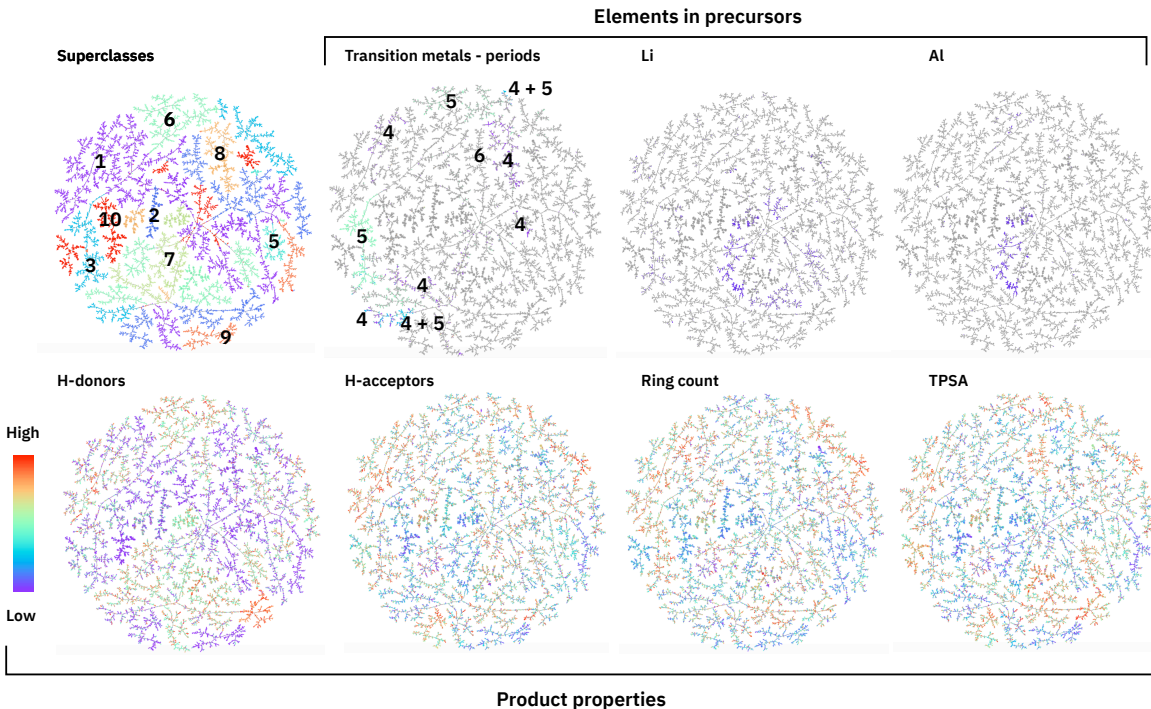 Elements in precursors
Superclasses
Transition metals - periods
Li
Al
6
1
8
10
2
5
3
7
9
4 + 5
5
4
6
4
4
5
4
4
4 + 5
H-donors
H-acceptors
Ring count
TPSA
High
Low
Product properties